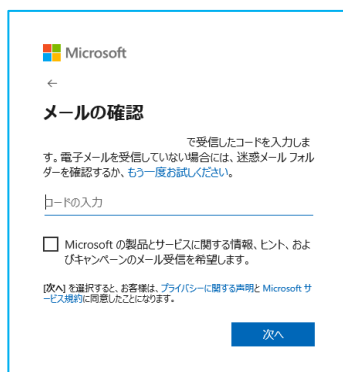 Microsoft
←
メールの確認
で受信したコードを入力しま
す。電子メールを受信していない場合には、迷惑メール フォル
ダーを確認するか、もう一度お試しください。
コードの入力
Microsoft の製品とサービスに関する情報、ヒント、およ
びキャンペーンのメール受信を希望します。
[次へ] を選択すると、お客様は、プライバシーに関する声明と Microsoft サ
ービス規約に同意したことになります。
次へ